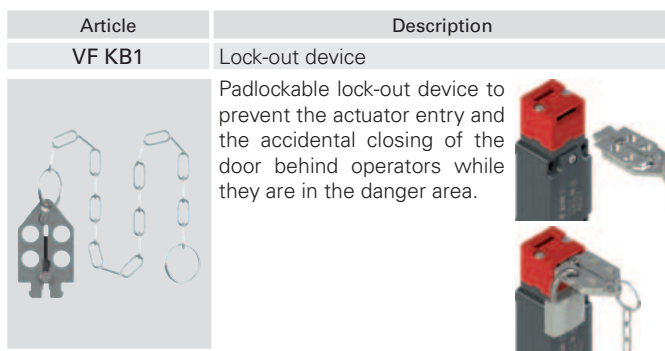 Article
Description
VF KB1
Lock-out device
Padlockable lock-out device to
prevent the actuator entry and
the accidental closing of the
door behind operators while
they are in the danger area.